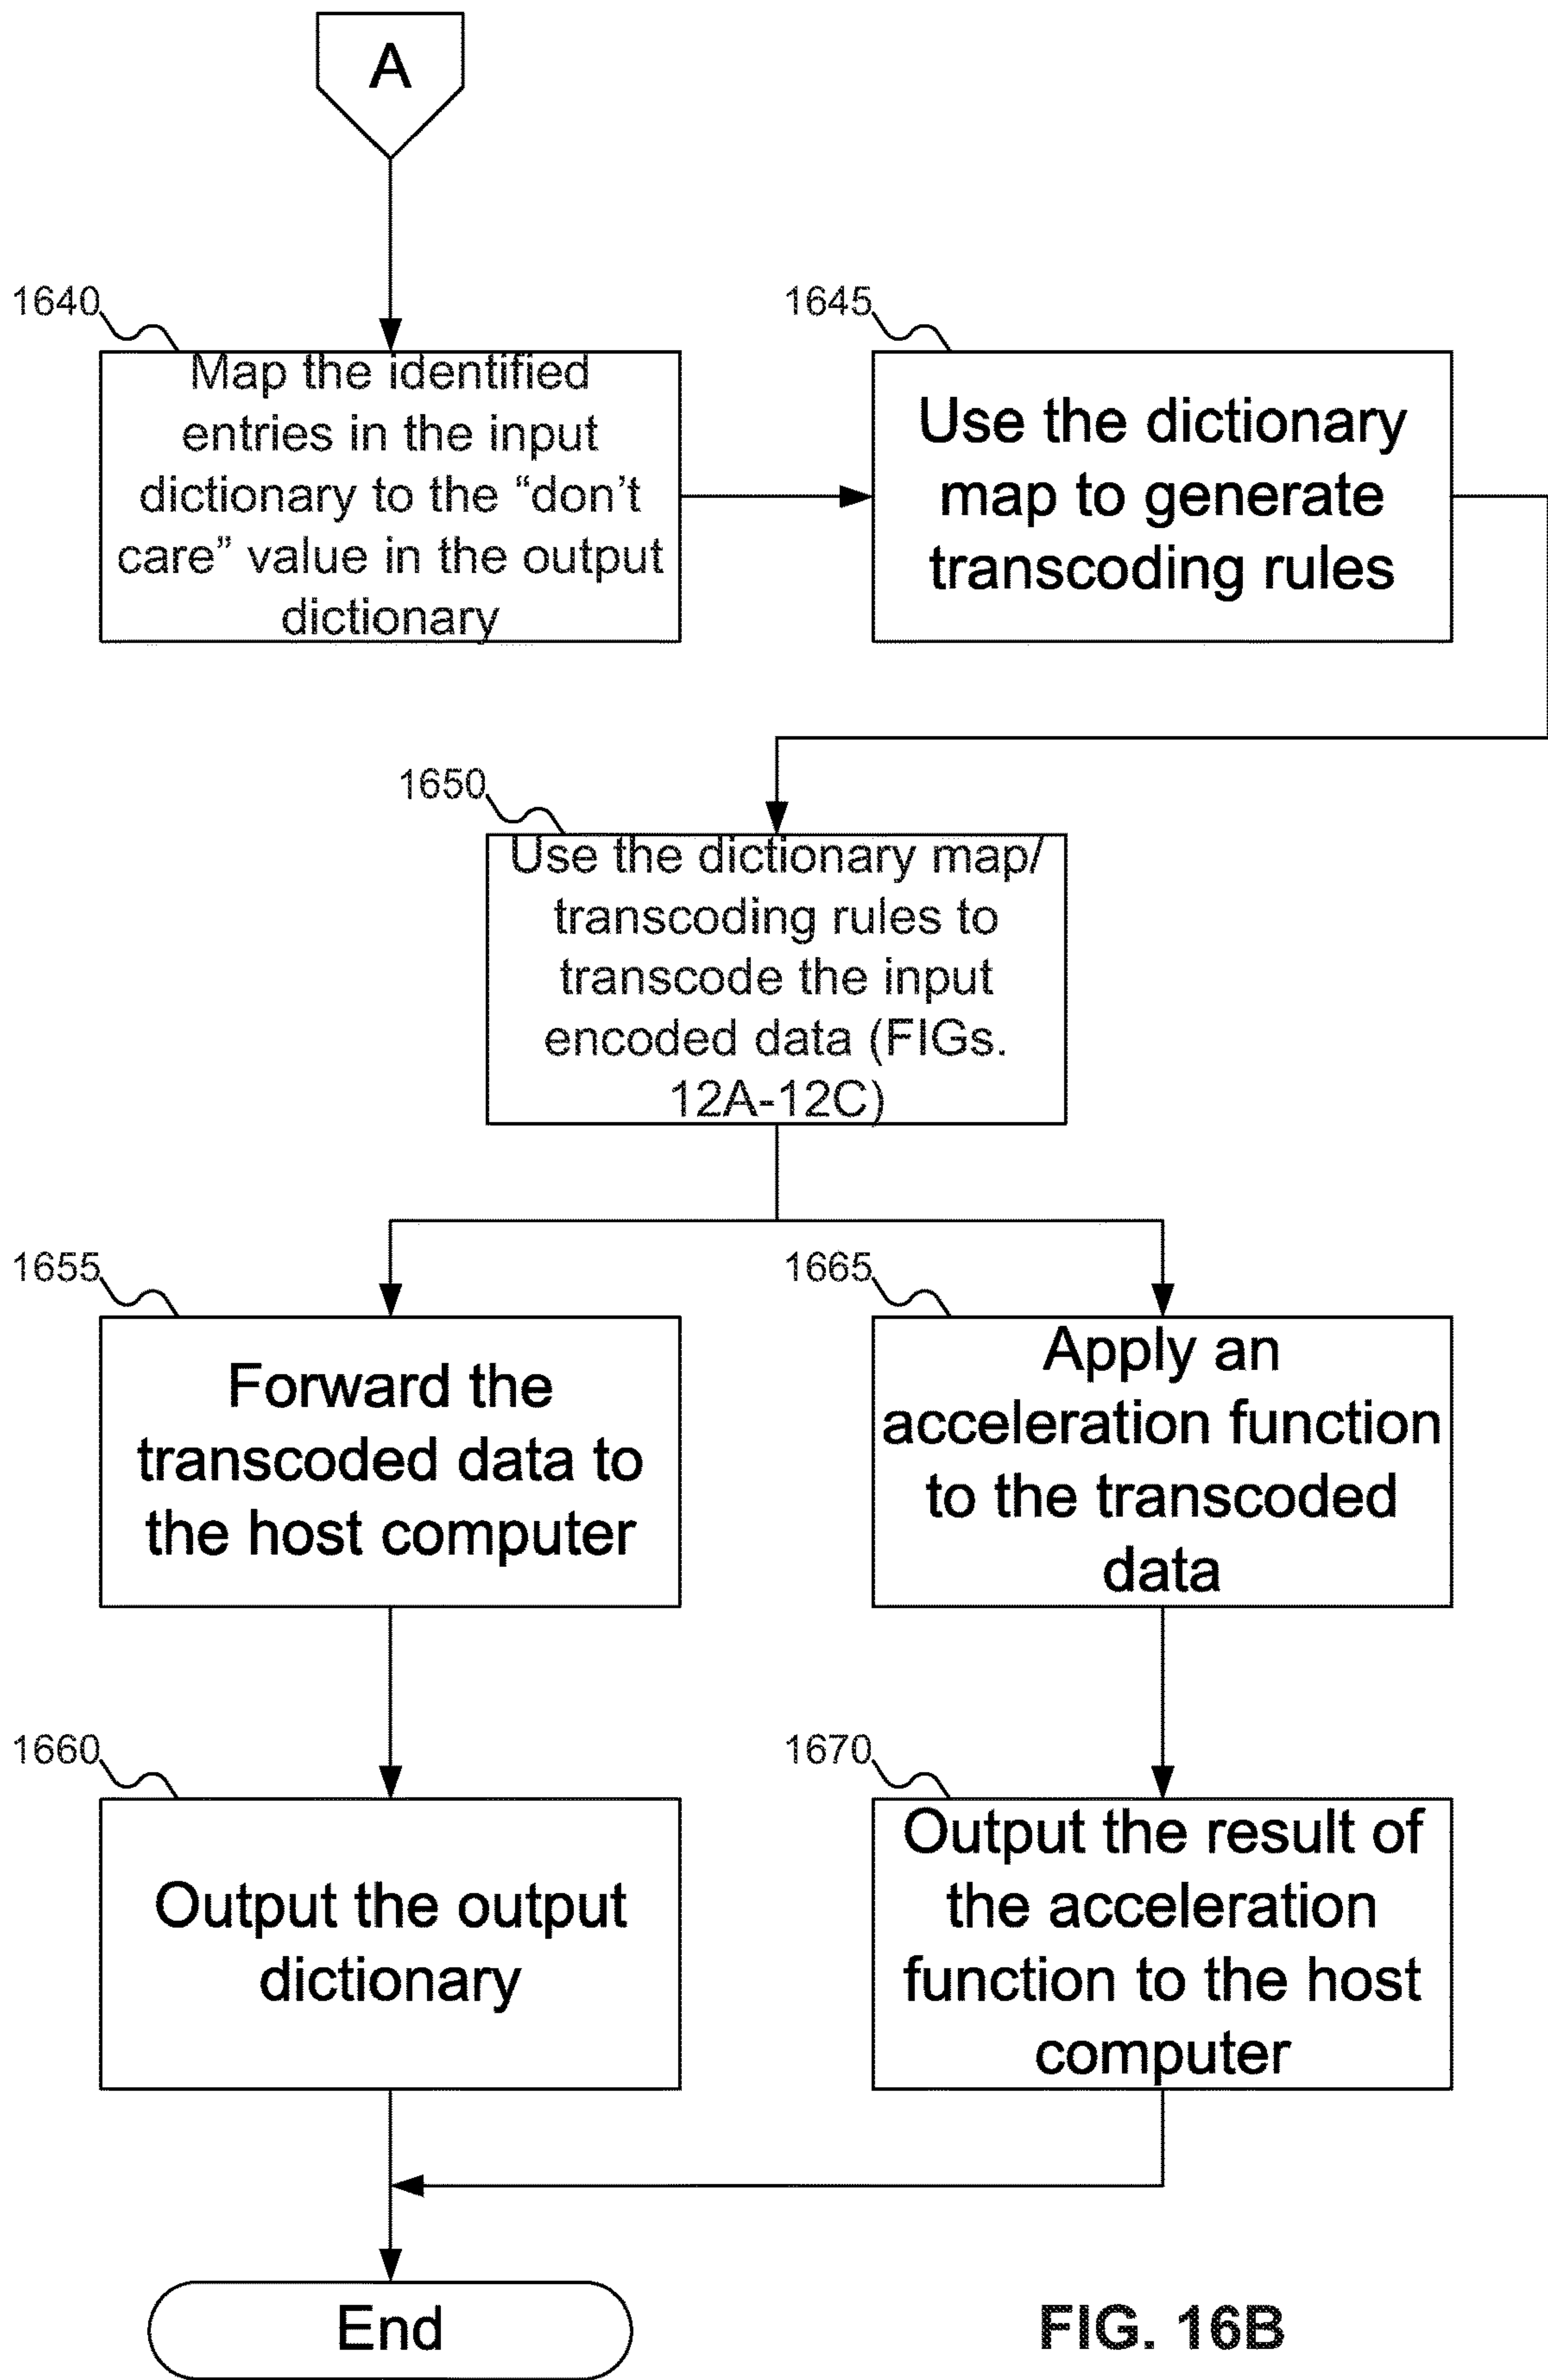 A
1640
Map the identified
entries in the input
dictionary to the “don’t
care” value in the output
dictionary
1645
Use the dictionary
map to generate
transcoding rules
1650
Use the dictionary map/
transcoding rules to
transcode the input
encoded data (FIGs.
12A-12C)
1655
Forward the
transcoded data to
the host computer
1665
Apply an
acceleration function
to the transcoded
data
1660
Output the output
dictionary
1670
Output the result of
the acceleration
function to the host
computer
End
FIG. 16B